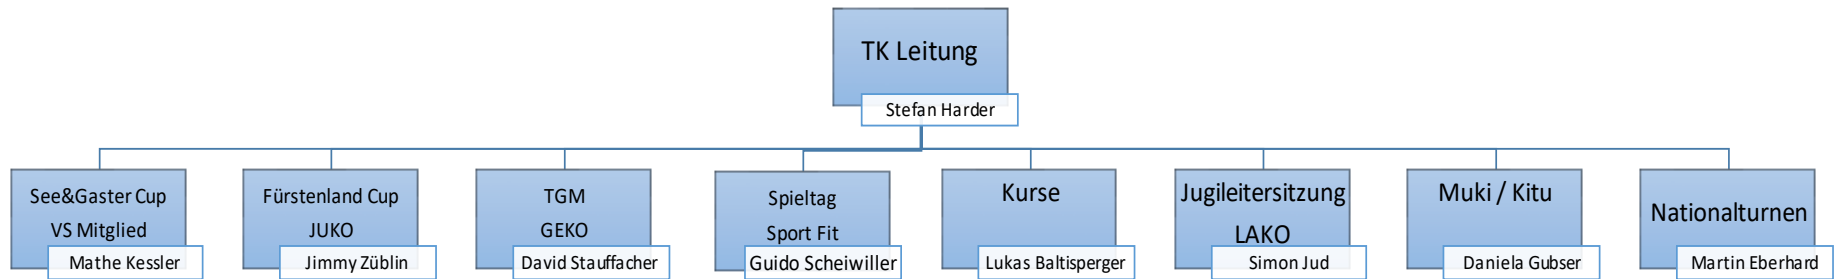 TK Leitung
Stefan Harder
See&Gaster Cup
VS Mitglied
Mathe Kessler
Fürstenland Cup
JUKO
Jimmy Züblin
TGM
GEKO
David Stauffacher
Spieltag
Sport Fit
Guido Scheiwiller
Kurse
Lukas Baltisperger
Jugileitersitzung
LAKO
Simon Jud
Muki / Kitu
Daniela Gubser
Nationalturnen
Martin Eberhard